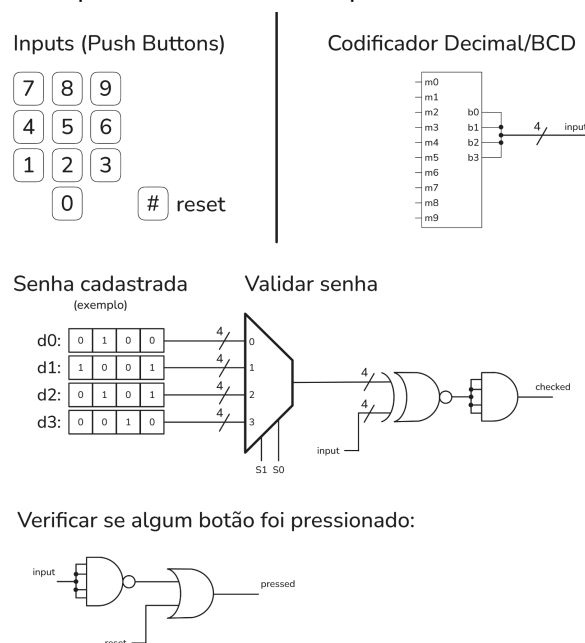 Inputs (Push Buttons)
7 8 9
4 5 6
1 2 3
0 # reset
Codificador Decimal/BCD
m0
m1
m2 b0
m3 b1 4 input
m4 b2
m5 b3
m6
m7
m8
m9
Senha cadastrada
(exemplo)
Validar senha
d0: 0 1 0 0 4 0
d1: 1 0 0 1 4 1
d2: 0 1 0 1 4 2
d3: 0 0 1 0 4 3
S1 S0
4
4
input
checked
Verificar se algum botão foi pressionado:
input
pressed
reset